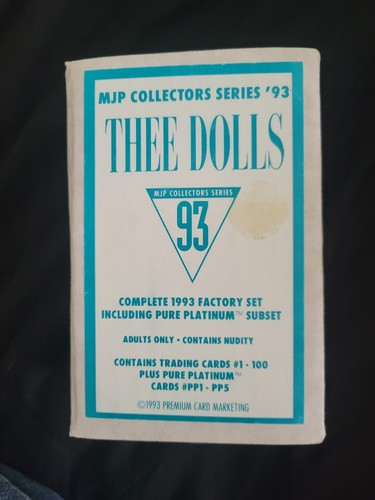 MJP COLLECTORS SERIES '93
THEE DOLLS
MJP COLLECTORS SERIES
93
COMPLETE 1993 FACTORY SET
INCLUDING PURE PLATINUM™ SUBSET
ADULTS ONLY • CONTAINS NUDITY
CONTAINS TRADING CARDS #1 - 100
PLUS PURE PLATINUM™
CARDS #PP1 - PP5
©1993 PREMIUM CARD MARKETING